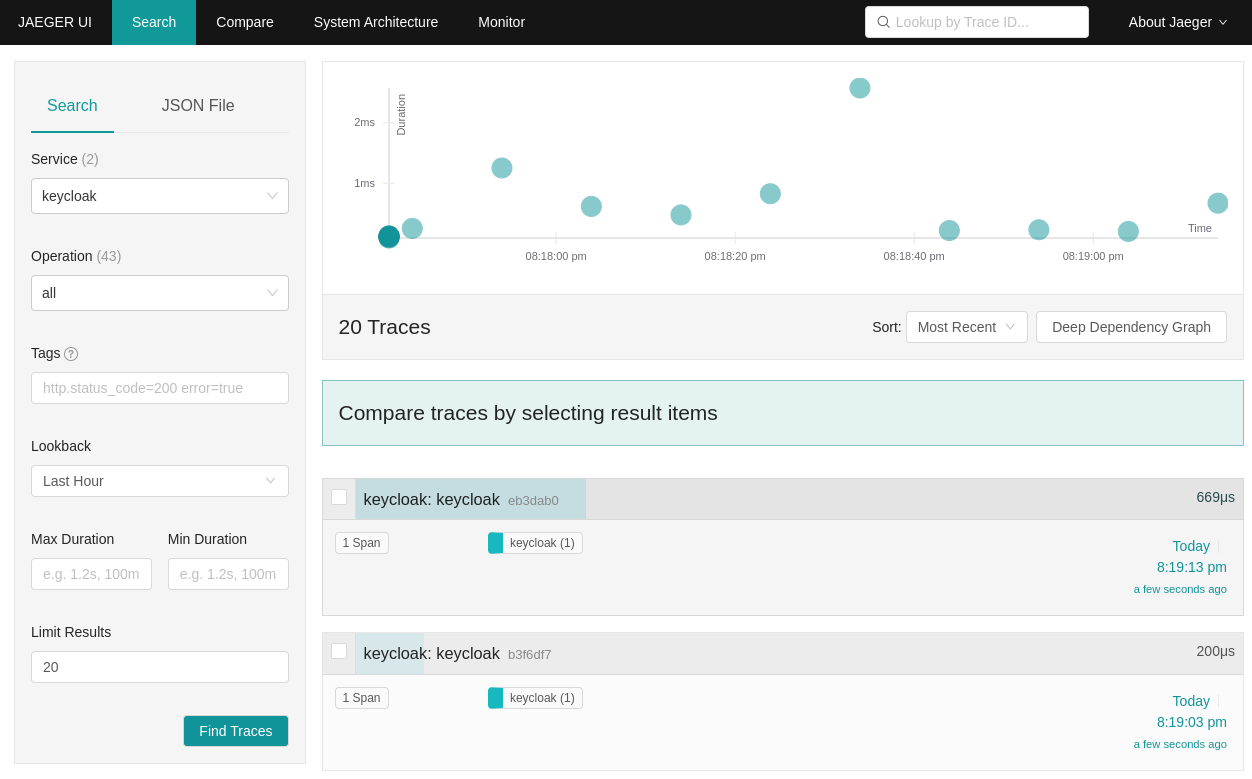 JAEGER UI Search Compare System Architecture Monitor Lookup by Trace ID... About Jaeger
Search JSON File
Service (2)
keycloak
Operation (43)
all
Tags ?
http.status_code=200 error=true
Lookback
Last Hour
Max Duration Min Duration
e.g. 1.2s, 100m e.g. 1.2s, 100m
Limit Results
20
Find Traces
Duration
2ms
1ms
Time
08:18:00 pm 08:18:20 pm 08:18:40 pm 08:19:00 pm
20 Traces Sort: Most Recent Deep Dependency Graph
Compare traces by selecting result items
keycloak: keycloak eb3dab0 669μs
1 Span keycloak (1) Today
8:19:13 pm
a few seconds ago
keycloak: keycloak b3f6df7 200μs
1 Span keycloak (1) Today
8:19:03 pm
a few seconds ago